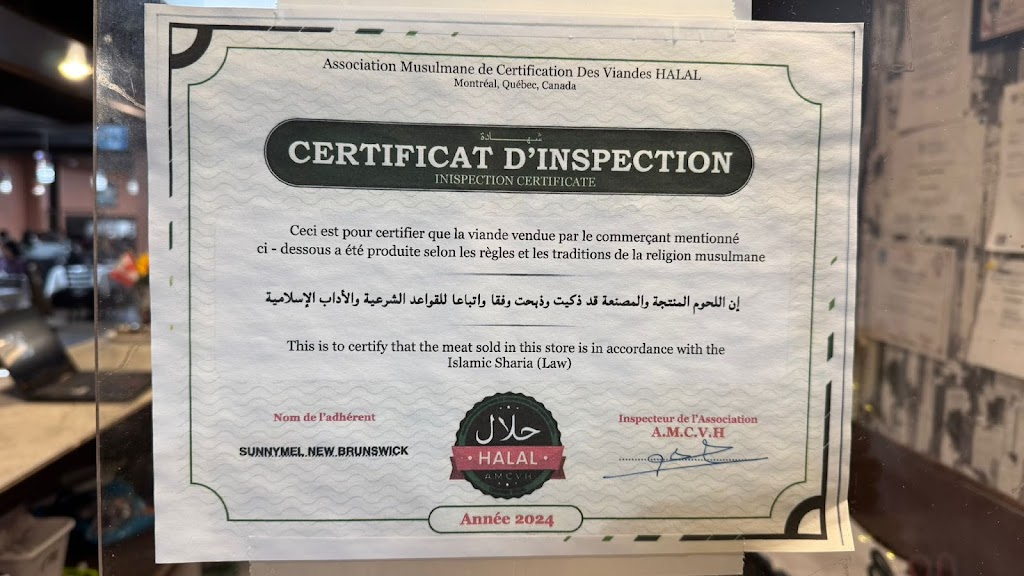 Association Musulmane de Certification Des Viandes HALAL
Montréal, Québec, Canada
شهـــــادة
CERTIFICAT D'INSPECTION
INISPECTION CERTIFICATE
Ceci est pour certifier que la viande vendue par le commerçant mentionné
ci - dessous a été produite selon les règles et les traditions de la religion musulmane
إن اللحوم المنتجة والمصنعة قد ذكيت وذبحت وفقا واتباعا للقواعد الشرعية والأداب الإسلامية
This is to certify that the meat sold in this store is in accordance with the
Islamic Sharia (Law)
Nom de l'adhérent
SUNNYMEL NEW BRUNSWICK
حلال
HALAL
AMCVH
Inspecteur de l'Association
A.M.C.V.H
Année 2024